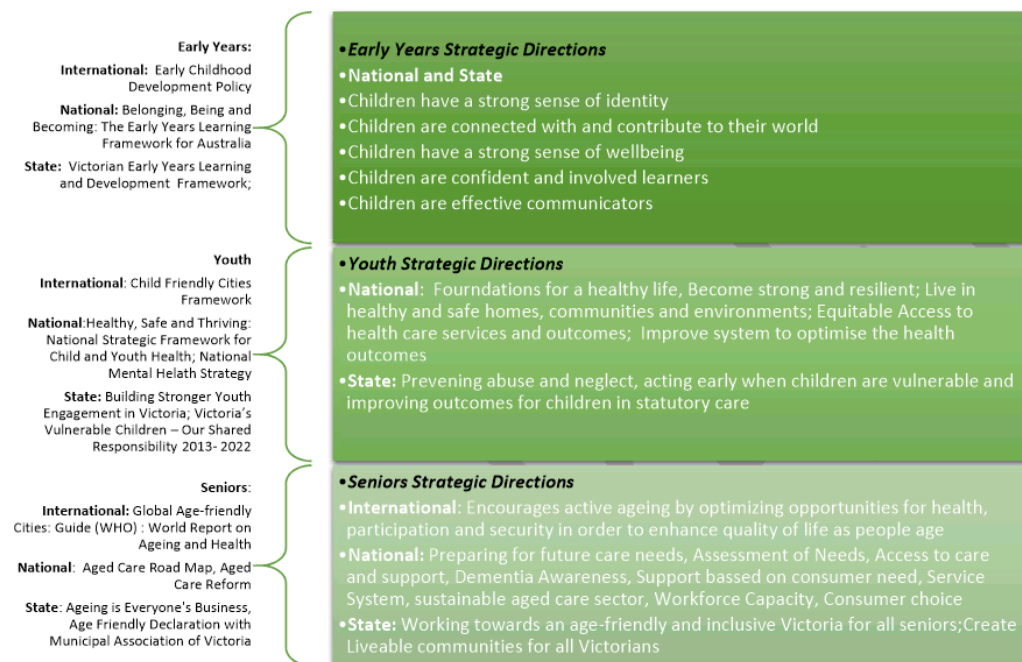 Early Years:
International: Early Childhood
Development Policy
National: Belonging, Being and
Becoming: The Early Years Learning
Framework for Australia
State: Victorian Early Years Learning
and Development Framework;
•Early Years Strategic Directions
•National and State
•Children have a strong sense of identity
•Children are connected with and contribute to their world
•Children have a strong sense of wellbeing
•Children are confident and involved learners
•Children are effective communicators
Youth
International: Child Friendly Cities
Framework
National:Healthy, Safe and Thriving:
National Strategic Framework for
Child and Youth Health; National
Mental Helath Strategy
State: Building Stronger Youth
Engagement in Victoria; Victoria's
Vulnerable Children – Our Shared
Responsibility 2013- 2022
•Youth Strategic Directions
•National: Fourndations for a healthy life, Become strong and resilient; Live in
healthy and safe homes, communities and environments; Equitable Access to
health care services and outcomes; Improve system to optimise the health
outcomes
•State: Prevening abuse and neglect, acting early when children are vulnerable and
improving outcomes for children in statutory care
Seniors:
International: Global Age-friendly
Cities: Guide (WHO) : World Report on
Ageing and Health
National: Aged Care Road Map, Aged
Care Reform
State: Ageing is Everyone's Business,
Age Friendly Declaration with
Municipal Association of Victoria
•Seniors Strategic Directions
•International: Encourages active ageing by optimizing opportunities for health,
participation and security in order to enhance quality of life as people age
•National: Preparing for future care needs, Assessment of Needs, Access to care
and support, Dementia Awareness, Support bassed on consumer need, Service
System, sustainable aged care sector, Workforce Capacity, Consumer choice
•State: Working towards an age-friendly and inclusive Victoria for all seniors;Create
Liveable communities for all Victorians